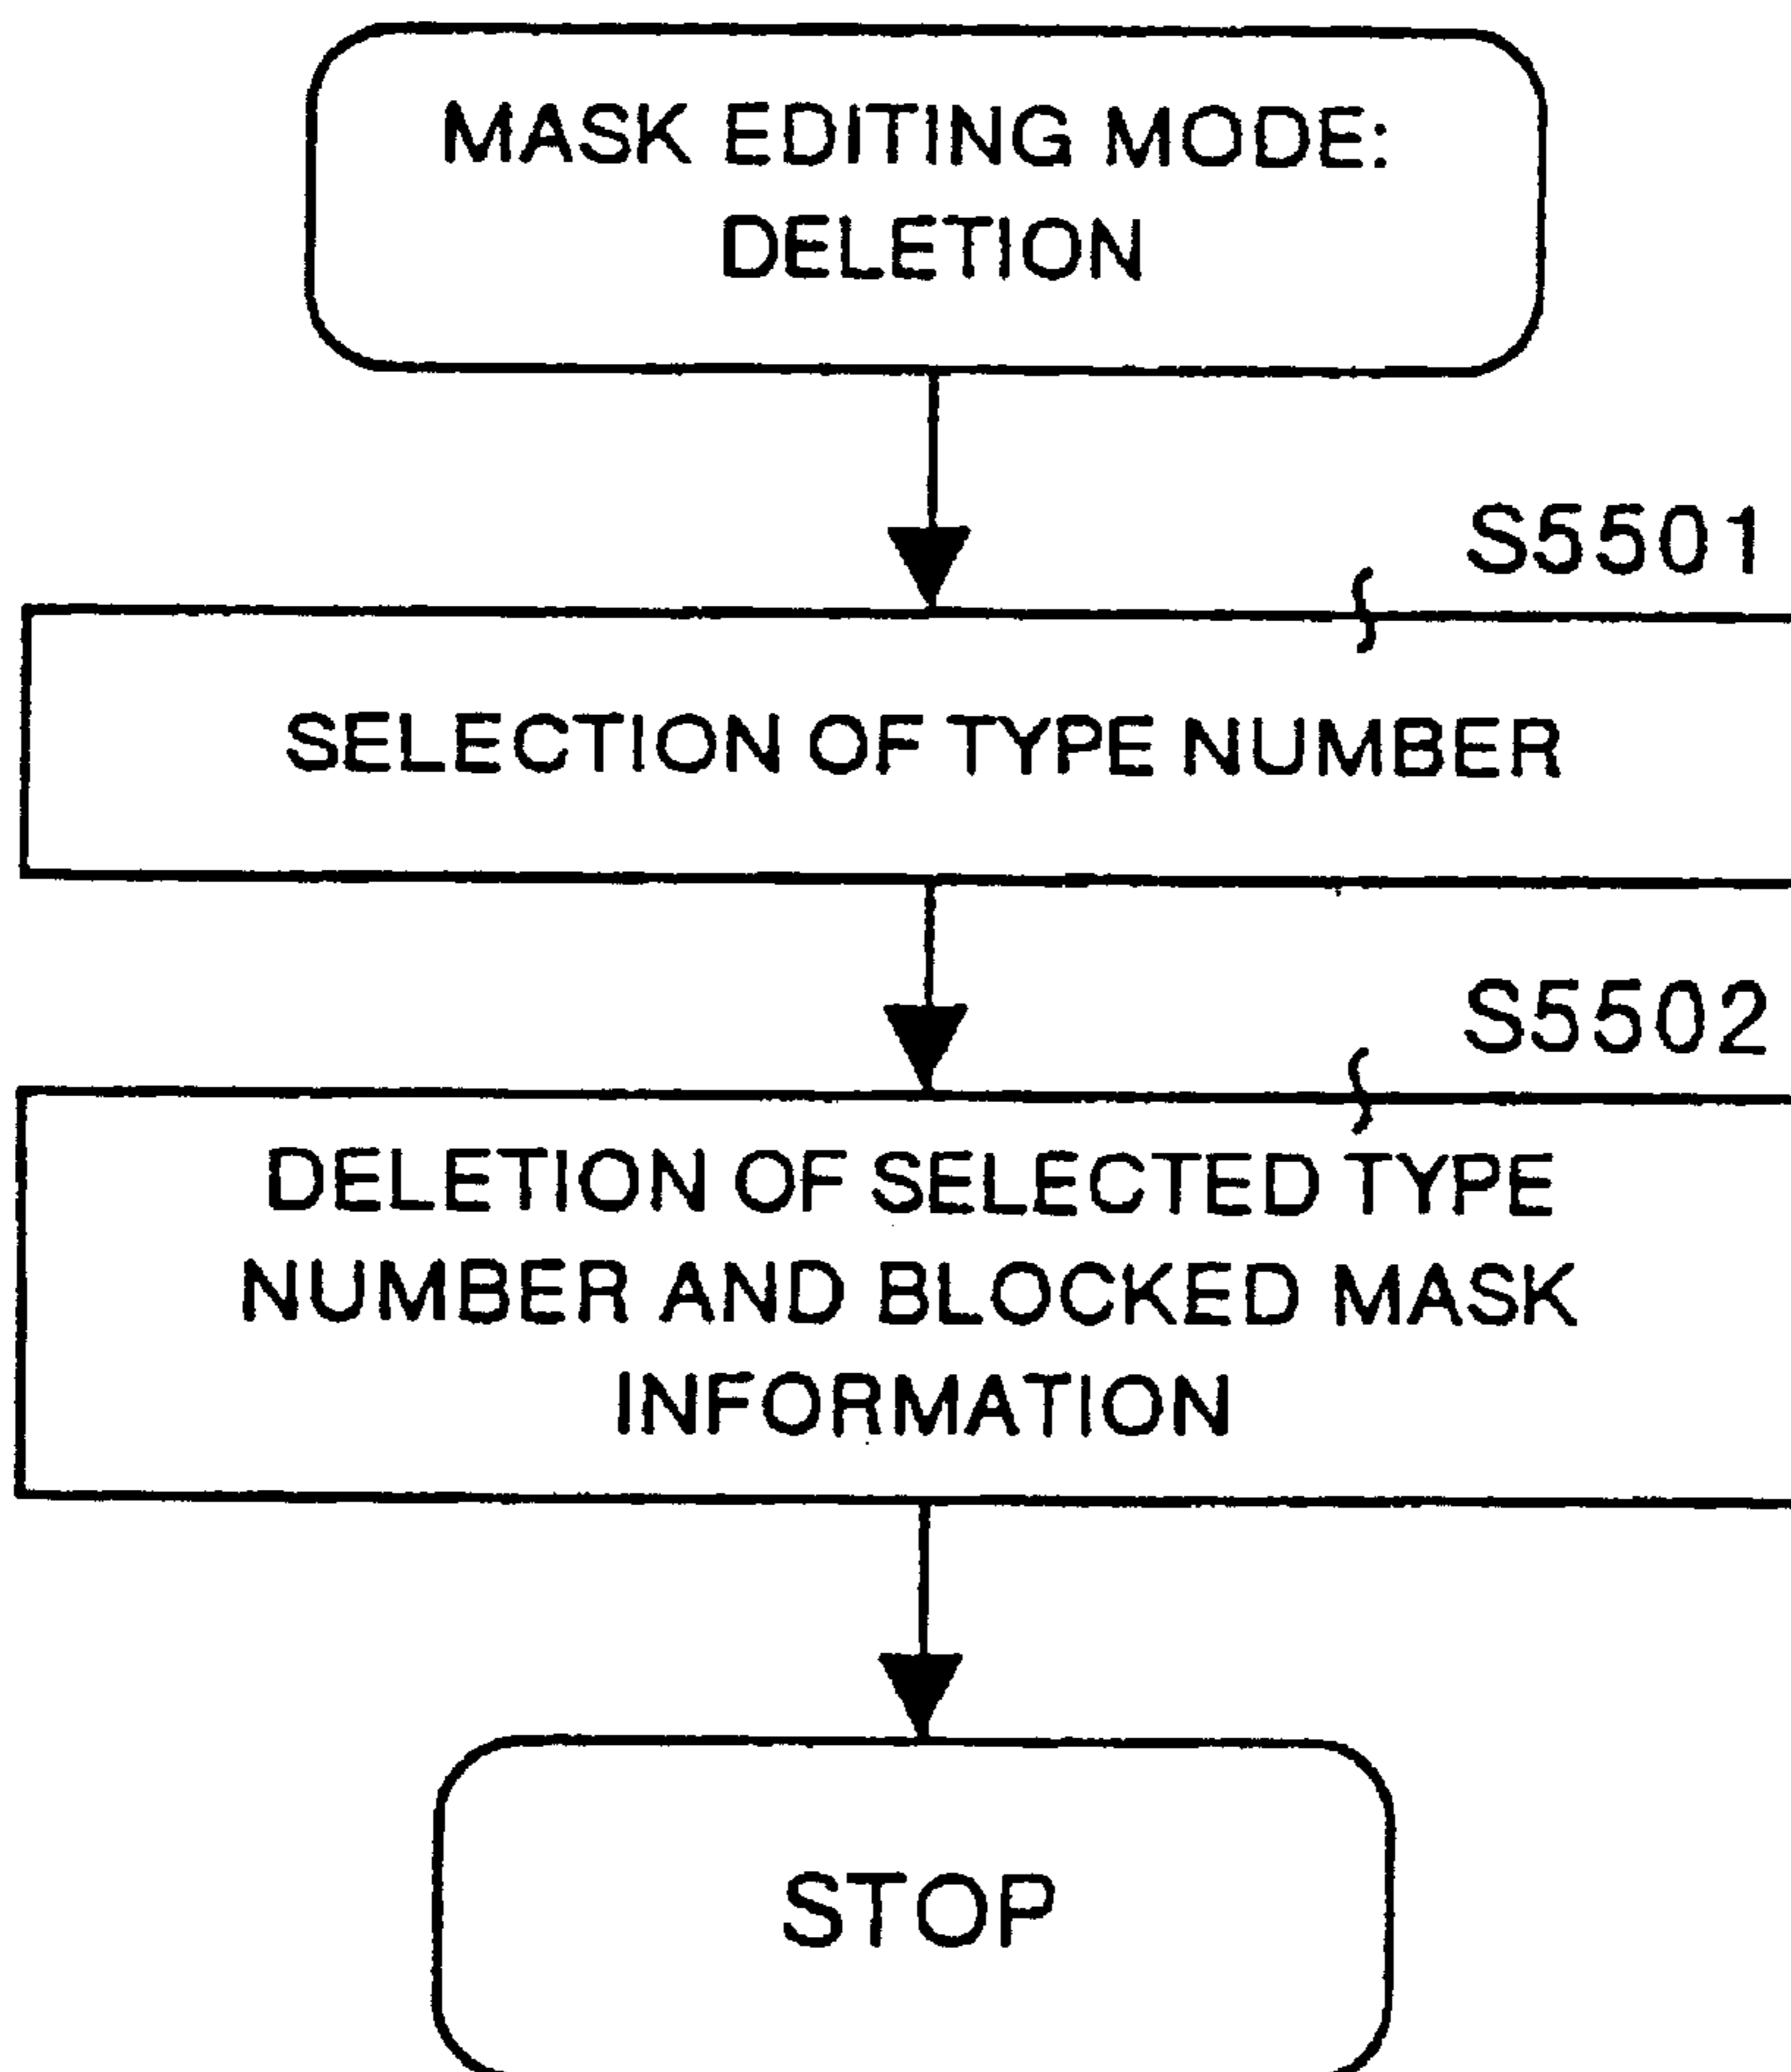 MASK EDITING MODE:
DELETION
S5501
SELECTION OF TYPE NUMBER
S5502
DELETION OF SELECTED TYPE
NUMBER AND BLOCKED MASK
INFORMATION
STOP